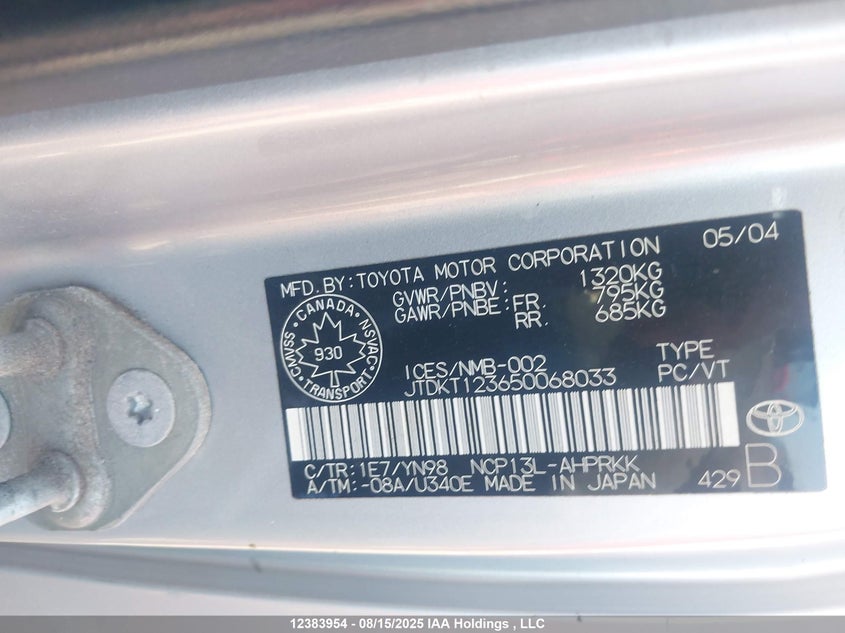 MFD.BY:TOYOTA MOTOR CORPORATION 05/04
GVWR/PNBV: 1320KG
GAWR/PNBE:FR. 795KG
RR. 685KG
CANADA
CMVSS NSVAC
930
TRANSPORT
ICES/NMB-002 TYPE
JTDKT123650068033 PC/VT
C/TR:1E7/YN98 NCP13L-AHPRKK
A/TM:-08A/U340E MADE IN JAPAN 429 B
12383954 - 08/15/2025 IAA Holdings , LLC